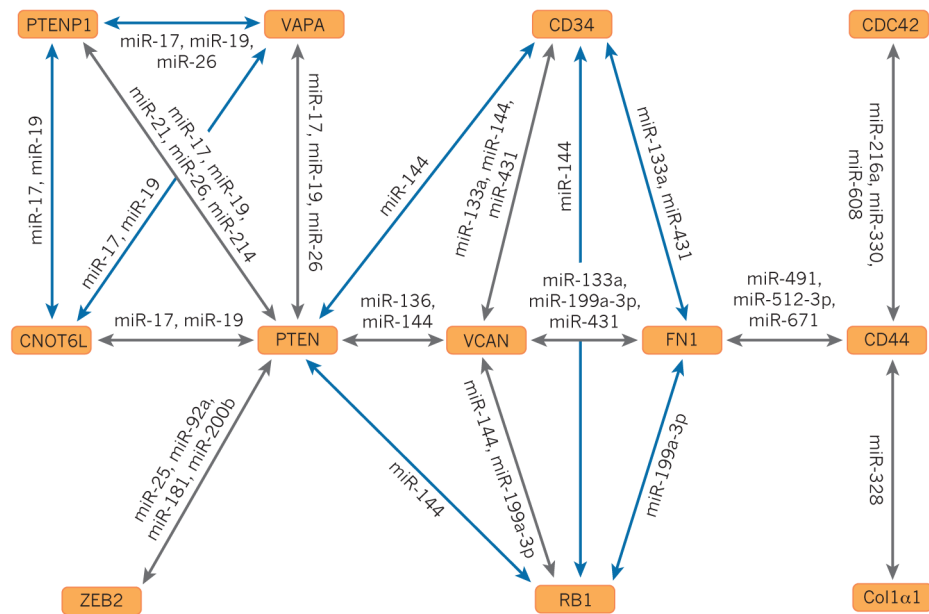 PTENP1
VAPA
CD34
CDC42
miR-17, miR-19,
miR-26
miR-17, miR-19
miR-17, miR-19,
miR-21, miR-26, miR-214
miR-17, miR-19
miR-17, miR-19,
miR-26
miR-144
miR-133a, miR-144,
miR-431
miR-144
miR-133a, miR-431
miR-216a, miR-330,
miR-608
miR-17, miR-19
miR-136,
miR-144
miR-133a,
miR-199a-3p,
miR-431
miR-491,
miR-512-3p,
miR-671
CNOT6L
PTEN
VCAN
FN1
CD44
miR-25, miR-92a,
miR-181, miR-200b
miR-144
miR-144, miR-199a-3p
miR-199a-3p
miR-328
ZEB2
RB1
Col1α1